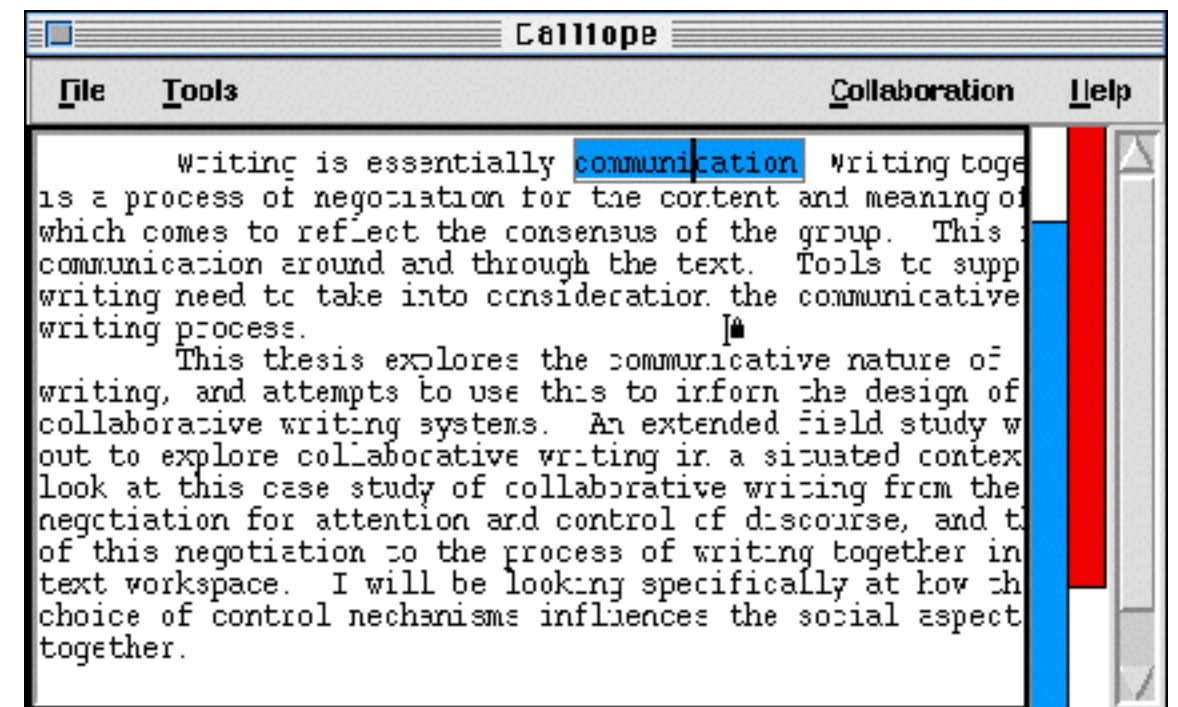 Calliope
File Tools Collaboration Help
Writing is essentially communication Writing toge
is a process of negotiation for the content and meaning of
which comes to reflect the consensus of the group. This
communication around and through the text. Tools to supp
writing need to take into consideration the communicative
writing process.
This thesis explores the communicative nature of
writing, and attempts to use this to inform the design of
collaborative writing systems. An extended field study w
out to explore collaborative writing in a situated contex
look at this case study of collaborative writing from the
negotiation for attention and control of discourse, and th
of this negotiation to the process of writing together in
text workspace. I will be looking specifically at how th
choice of control mechanisms influences the social aspect
together.